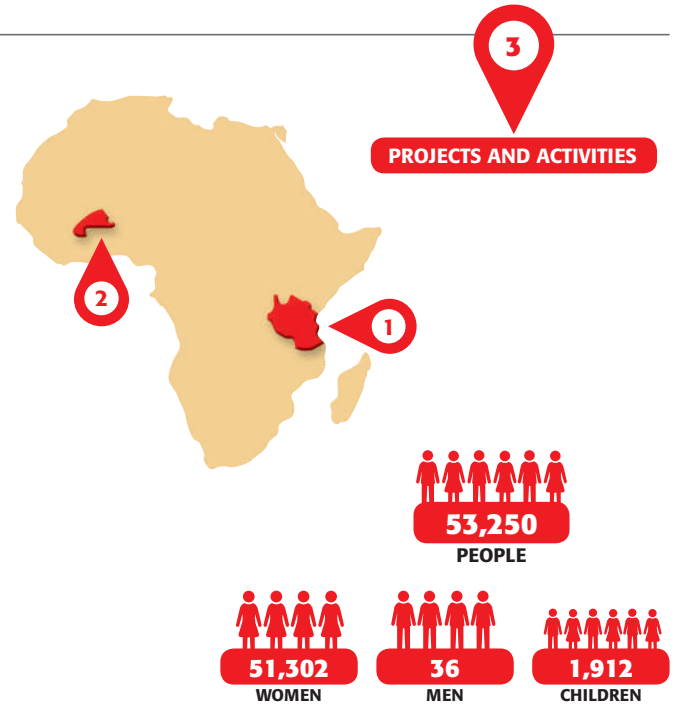 3
PROJECTS AND ACTIVITIES
2
1
53,250
PEOPLE
51,302
WOMEN
36
MEN
1,912
CHILDREN